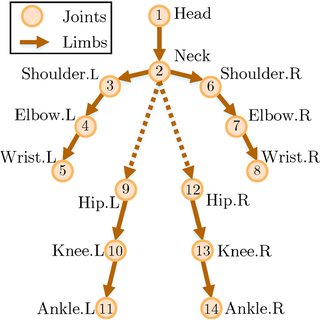 Joints
Limbs
1 Head
2 Neck
Shoulder.L 3
6 Shoulder.R
Elbow.L 4
7 Elbow.R
Wrist.L 5
8 Wrist.R
9 Hip.L
12 Hip.R
Knee.L 10
13 Knee.R
Ankle.L 11
14 Ankle.R